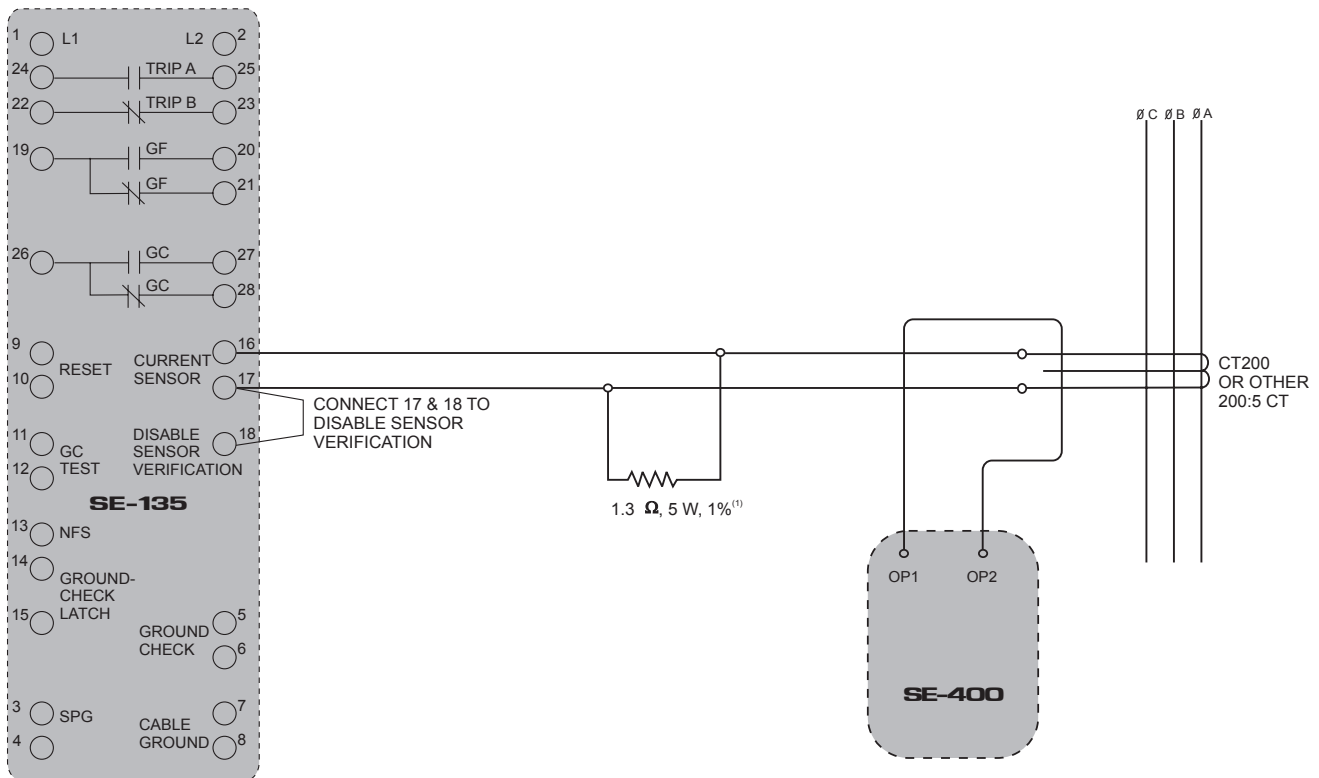 1 L1 L2 2
24 TRIP A 25
22 TRIP B 23
19 GF 20
GF 21
26 GC 27
GC 28
9
10
RESET
CURRENT
SENSOR
16
17
11
12
GC
TEST
DISABLE
SENSOR
VERIFICATION
18
SE-135
13 NFS
14
15
GROUND-
CHECK
LATCH
GROUND
CHECK
5
6
3 SPG
4
CABLE
GROUND
7
8
CONNECT 17 & 18 TO
DISABLE SENSOR
VERIFICATION
1.3 Ω, 5 W, 1%(1)
OP1 OP2
SE-400
Ø C Ø B Ø A
CT200
OR OTHER
200:5 CT